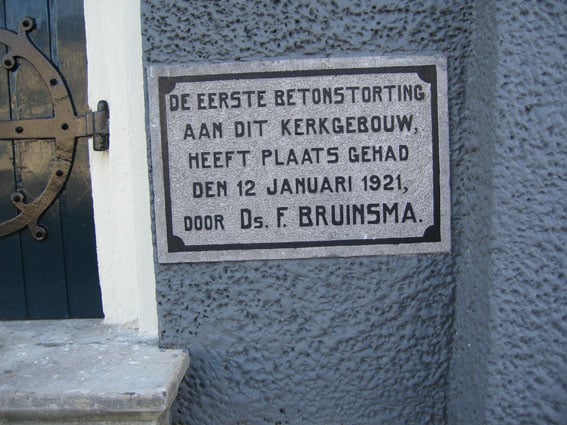 DE EERSTE BETONSTORTING
AAN DIT KERKGEBOUW,
HEEFT PLAATS GEHAD
DEN 12 JANUARI 1921,
DOOR Ds. F. BRUINSMA.